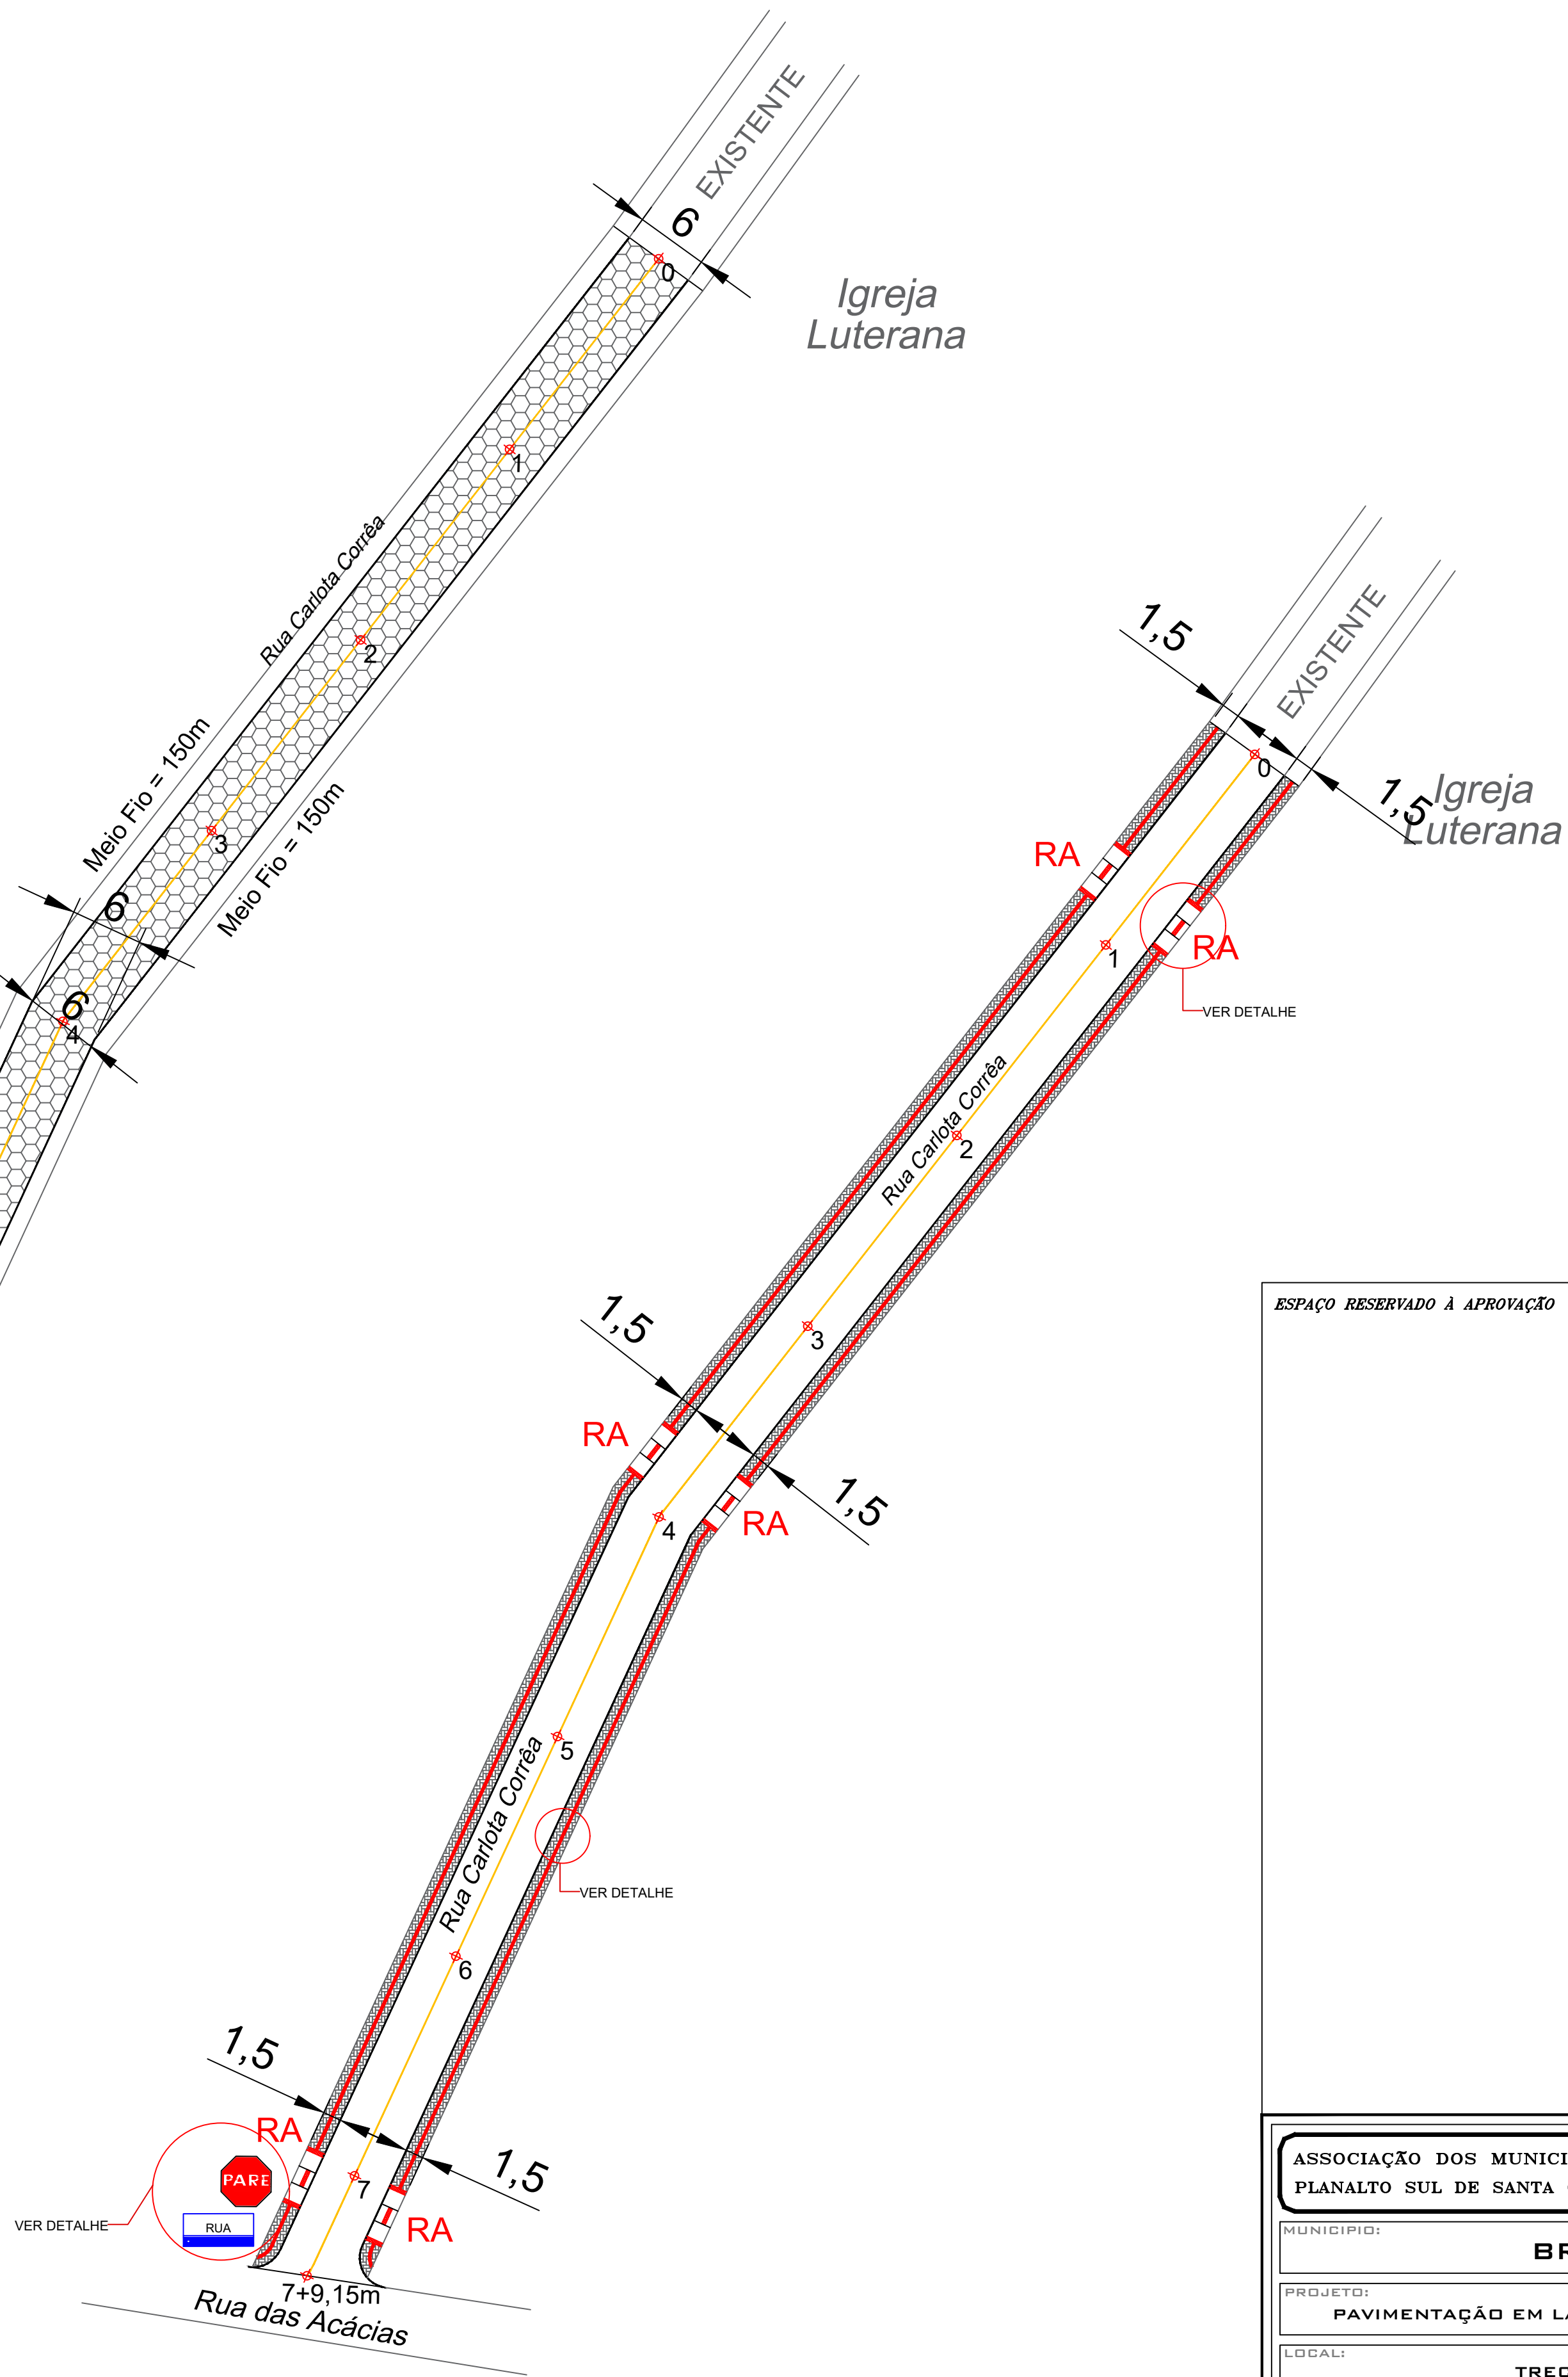 EXISTENTE
6
0
Igreja
Luterana
1
Rua Carlota Corrêa
2
Meio Fio = 150m
3
Meio Fio = 150m
6
6
4
EXISTENTE
1,5
0
1,5
Igreja
Luterana
RA
RA
1
VER DETALHE
Rua Carlota Corrêa
2
3
1,5
RA
1,5
RA
4
5
Rua Carlota Corrêa
VER DETALHE
6
1,5
RA
1,5
7
PARE
RUA
VER DETALHE
RA
7+9,15m
Rua das Acácias
ESPAÇO RESERVADO À APROVAÇÃO
ASSOCIAÇÃO DOS MUNICI
PLANALTO SUL DE SANTA
MUNICIPIO:
BR
PROJETO:
PAVIMENTAÇÃO EM LA
LOCAL:
TREC